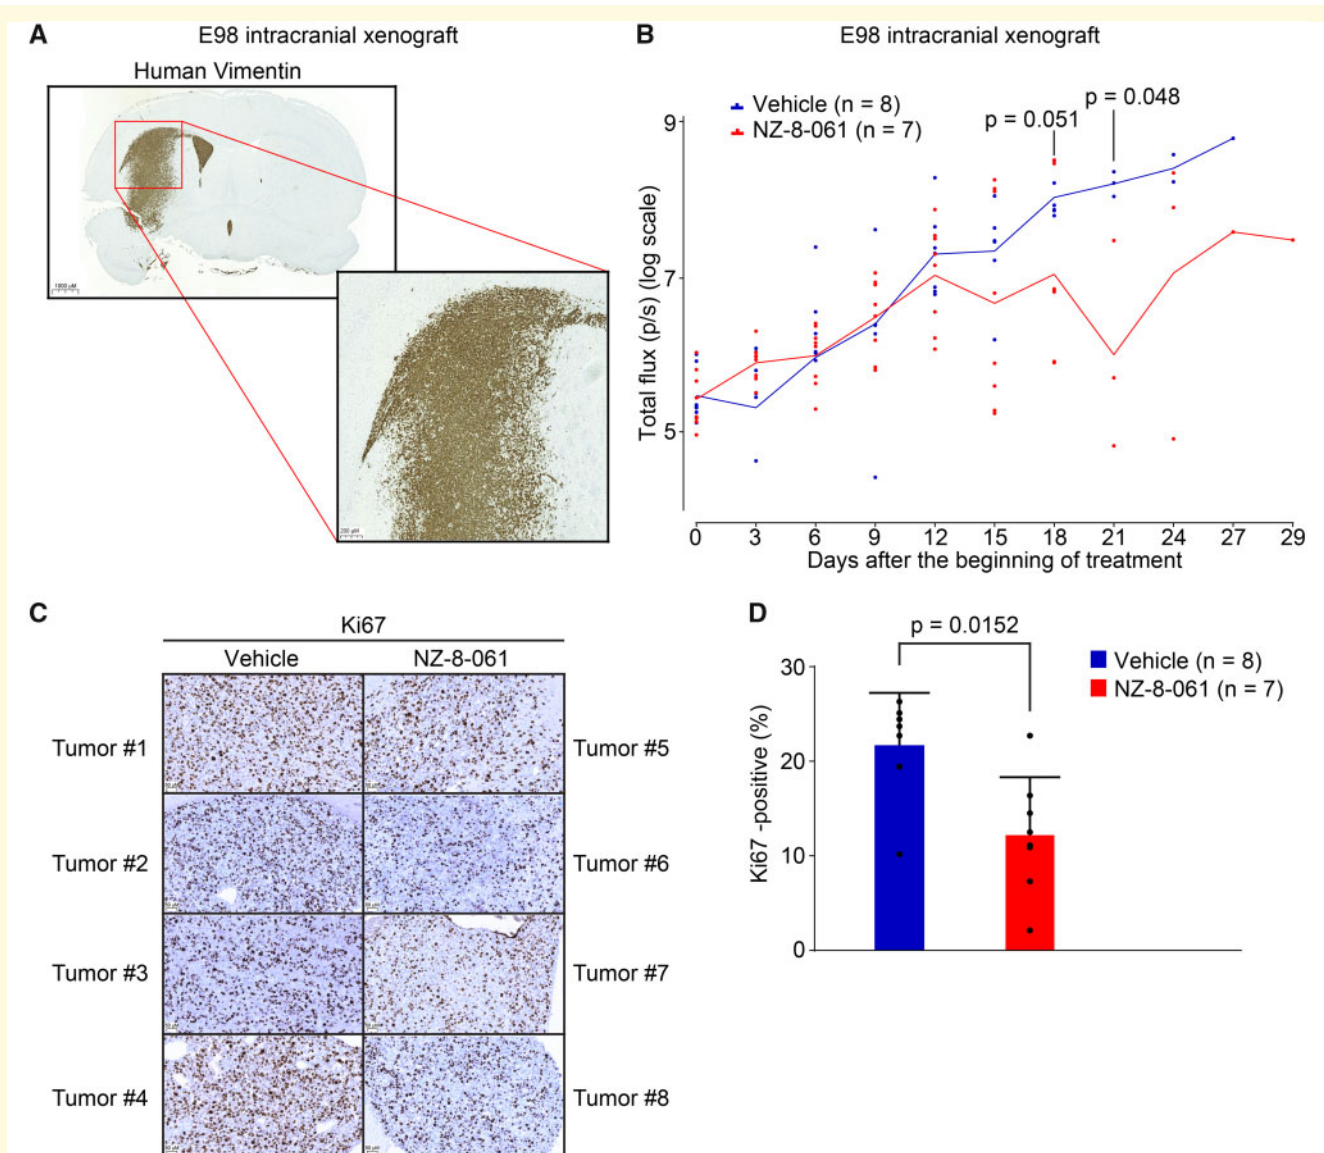 A
E98 intracranial xenograft
Human Vimentin
1000 µM
200 µM
B
E98 intracranial xenograft
Vehicle (n = 8)
NZ-8-061 (n = 7)
p = 0.051
p = 0.048
Total flux (p/s) (log scale)
9
7
5
0 3 6 9 12 15 18 21 24 27 29
Days after the beginning of treatment
C
Ki67
Vehicle NZ-8-061
Tumor #1 Tumor #5
Tumor #2 Tumor #6
Tumor #3 Tumor #7
Tumor #4 Tumor #8
D
p = 0.0152
Vehicle (n = 8)
NZ-8-061 (n = 7)
Ki67 -positive (%)
30
20
10
0